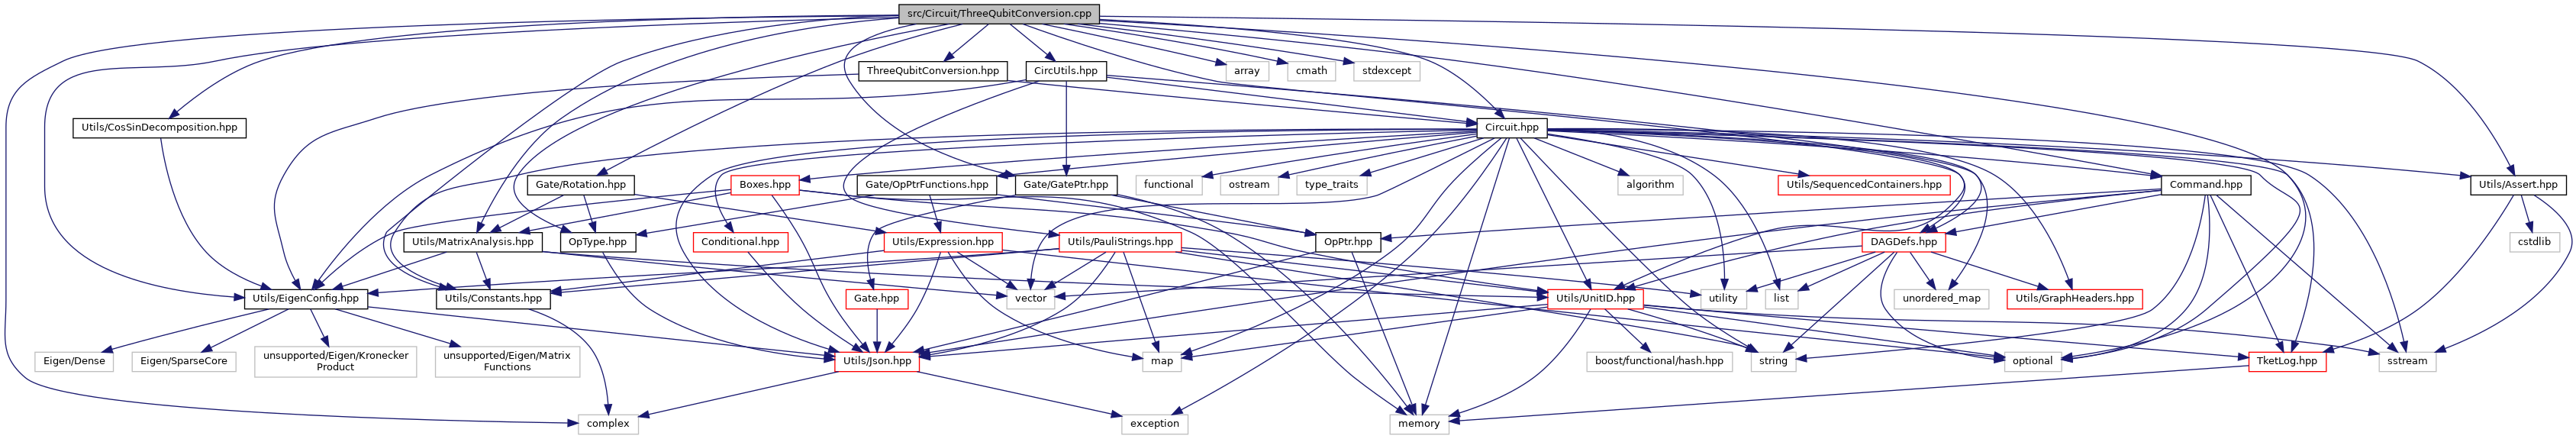 src/Circuit/ThreeQubitConversion.cpp
ThreeQubitConversion.hpp
CircUtils.hpp
array
cmath
stdexcept
Utils/CosSinDecomposition.hpp
Circuit.hpp
Gate/Rotation.hpp
Boxes.hpp
Gate/OpPtrFunctions.hpp
Gate/GatePtr.hpp
functional
ostream
type_traits
algorithm
Utils/SequencedContainers.hpp
Command.hpp
Utils/Assert.hpp
Utils/MatrixAnalysis.hpp
OpType.hpp
Conditional.hpp
Utils/Expression.hpp
Utils/PauliStrings.hpp
OpPtr.hpp
DAGDefs.hpp
cstdlib
Utils/EigenConfig.hpp
Utils/Constants.hpp
Gate.hpp
vector
Utils/UnitID.hpp
utility
list
unordered_map
Utils/GraphHeaders.hpp
Eigen/Dense
Eigen/SparseCore
unsupported/Eigen/Kronecker
Product
unsupported/Eigen/Matrix
Functions
Utils/Json.hpp
map
boost/functional/hash.hpp
string
optional
TketLog.hpp
sstream
complex
exception
memory